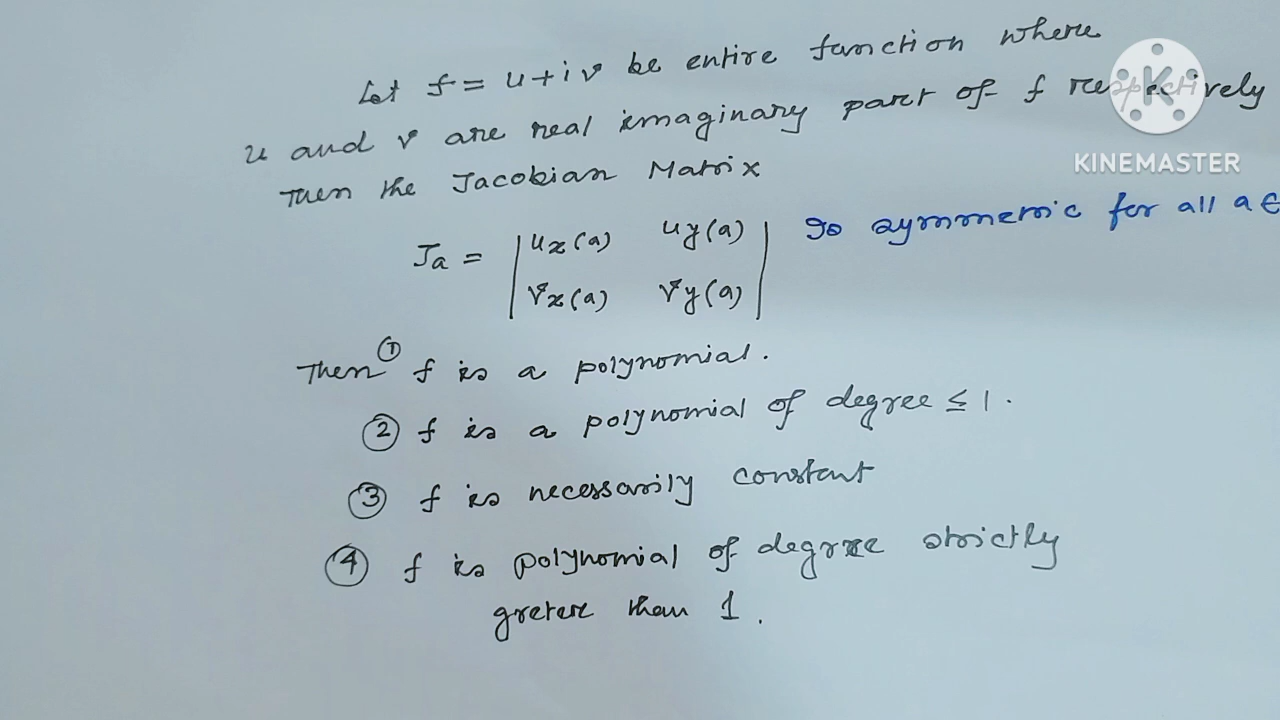 Let f = u + iv be entire function where
u and v are real imaginary part of f respectively
Then the Jacobian Matrix
KINEMASTER
Ja = | ux(a) uy(a) | Is symmetric for all a ∈
| vx(a) vy(a) |
Then ① f is a polynomial.
② f is a polynomial of degree ≤ 1.
③ f is necessarily constant
④ f is polynomial of degree strictly
greter than 1.